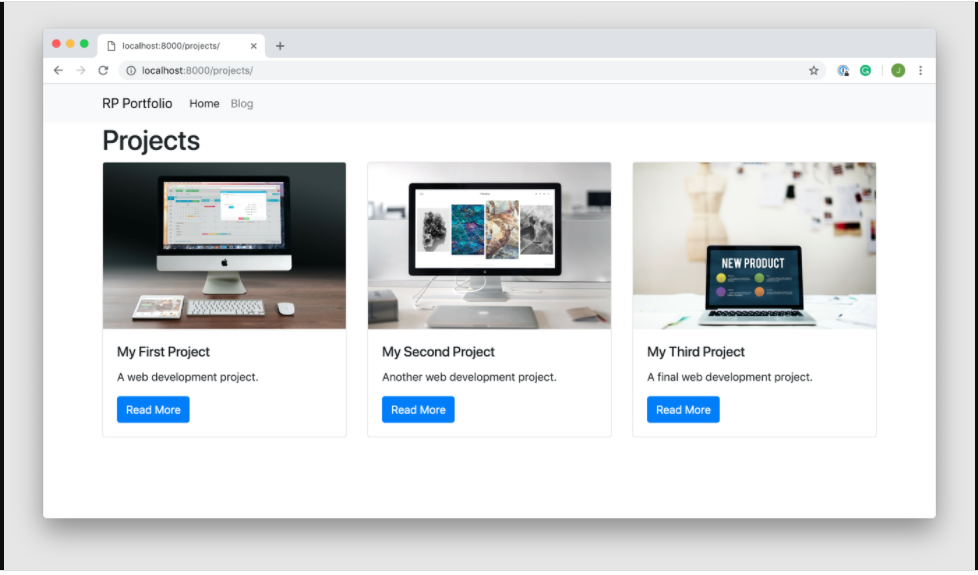 localhost:8000/projects/
localhost:8000/projects/
J
RP Portfolio Home Blog
Projects
NEW PRODUCT
My First Project My Second Project My Third Project
A web development project. Another web development project. A final web development project.
Read More Read More Read More